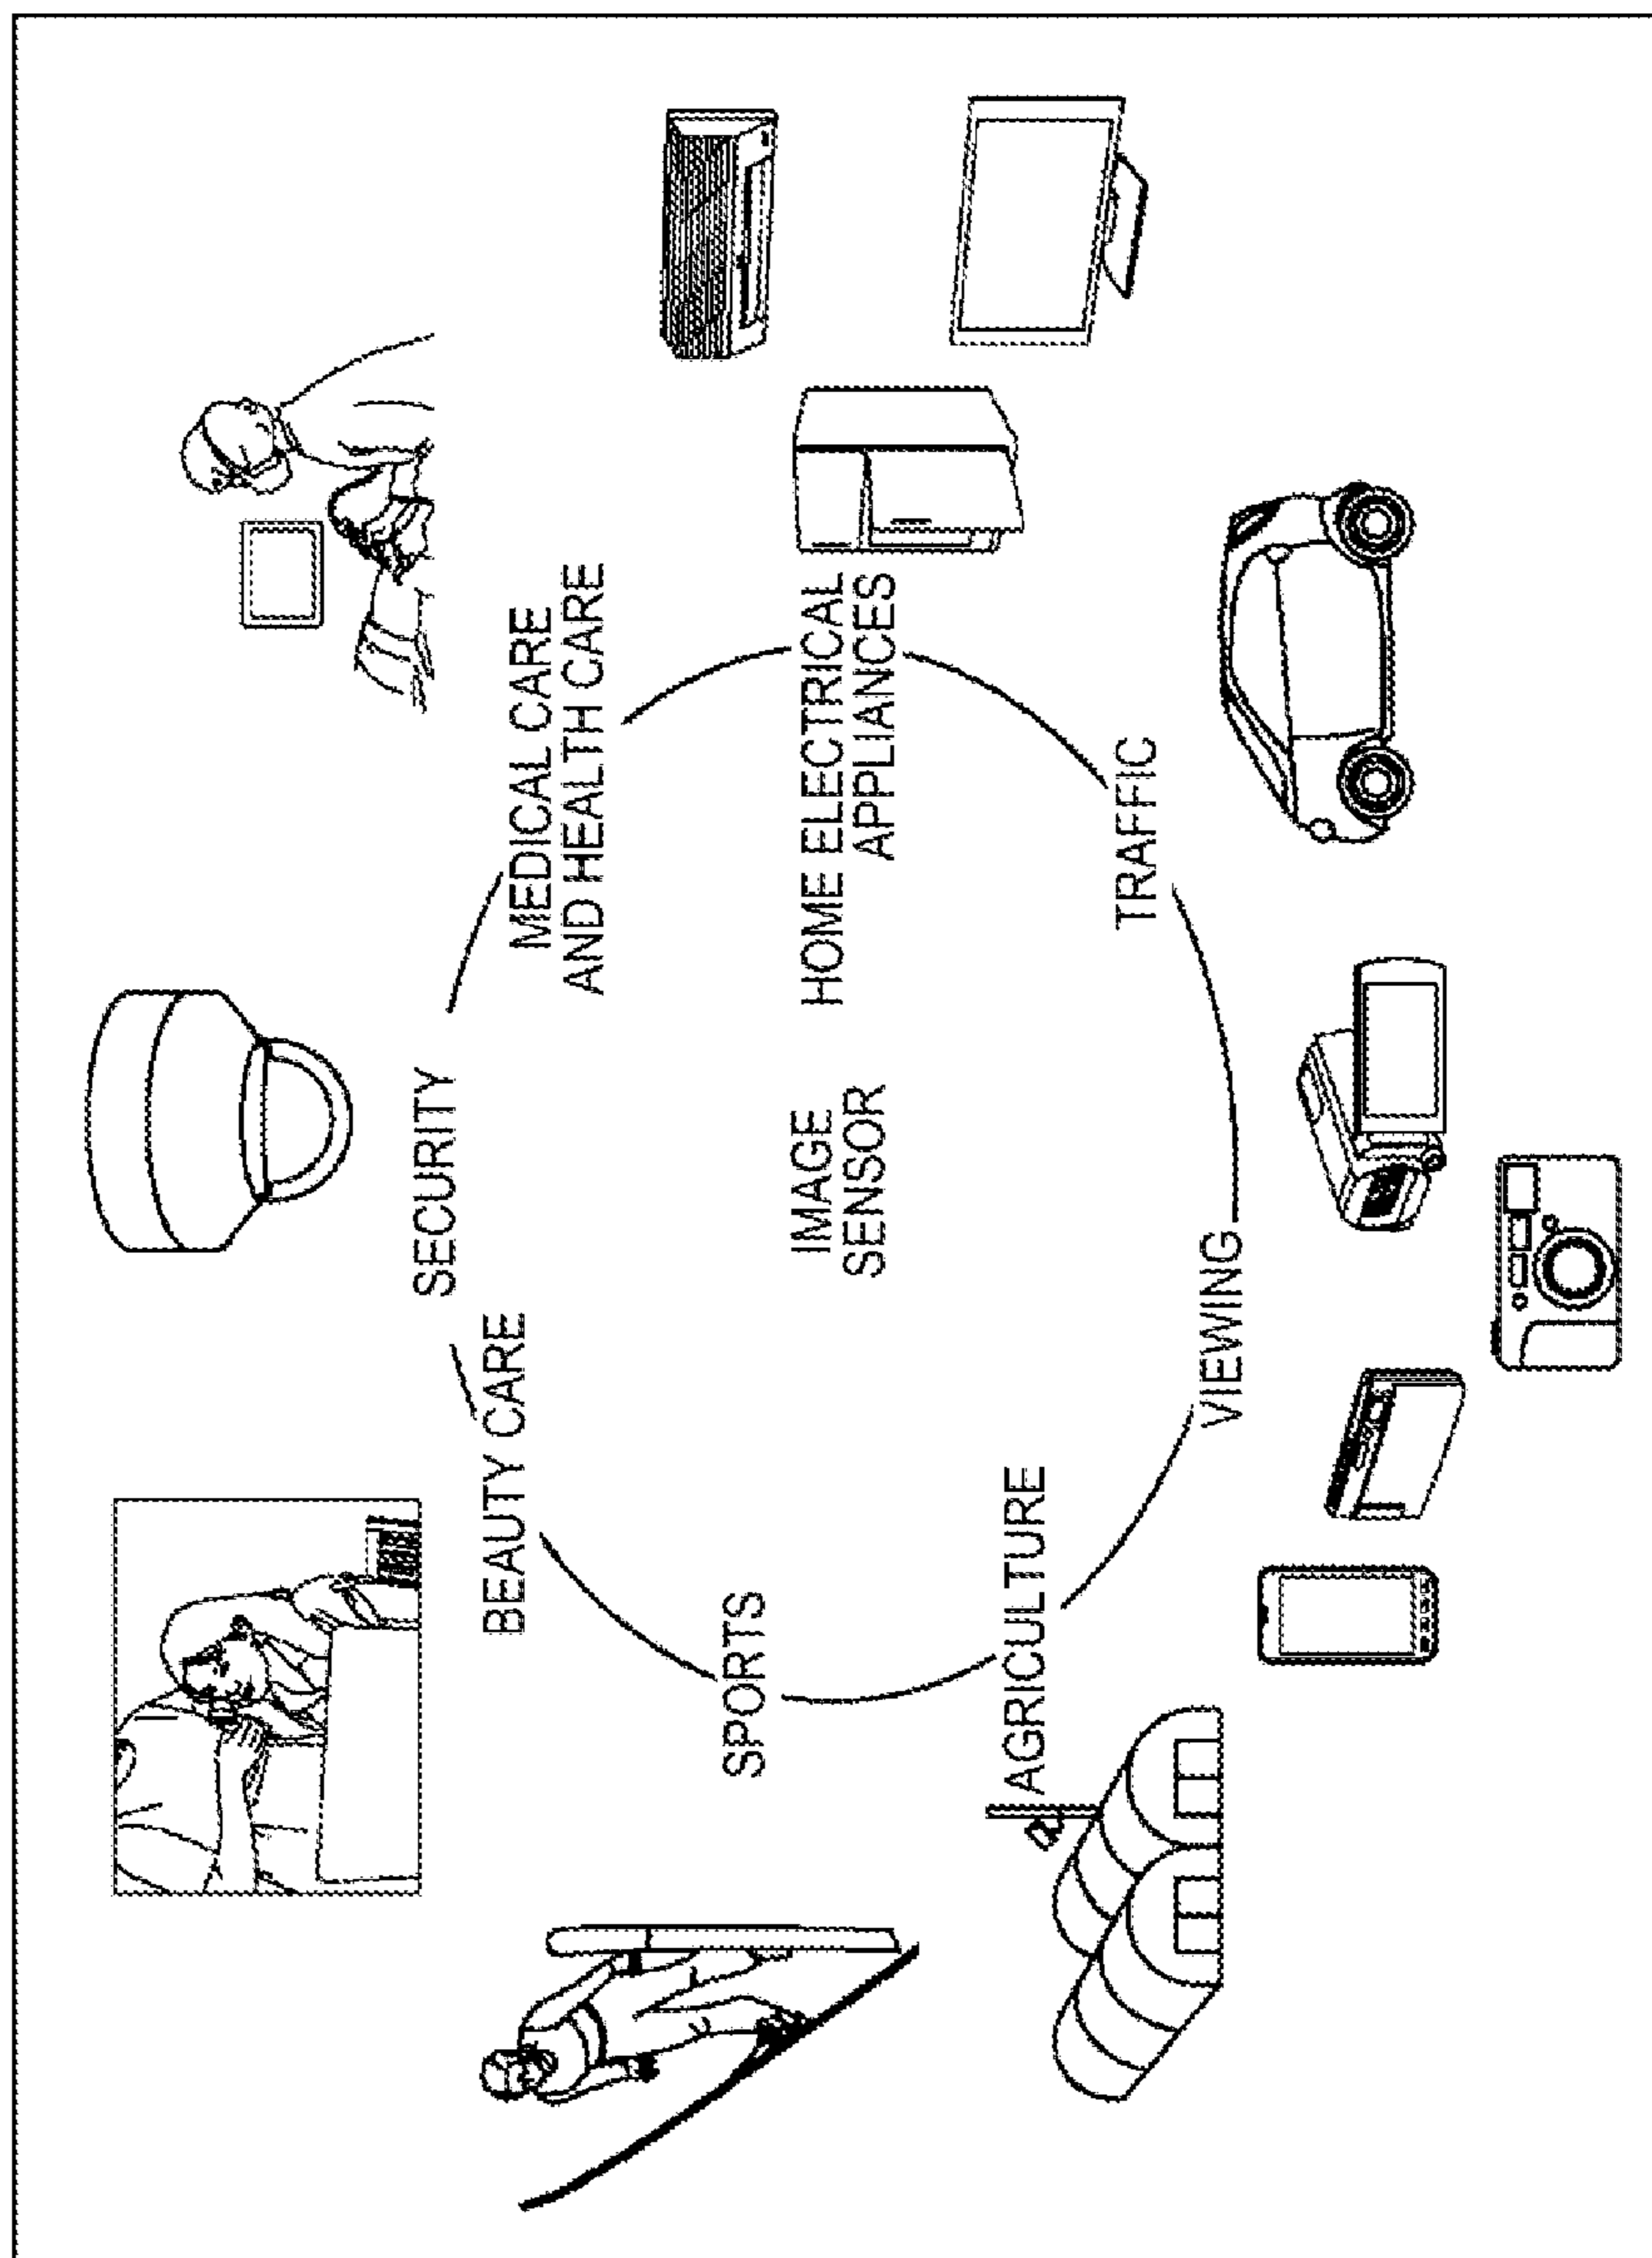 SECURITY
MEDICAL CARE
AND HEALTH CARE
HOME ELECTRICAL
APPLIANCES
TRAFFIC
VIEWING
AGRICULTURE
SPORTS
BEAUTY CARE
IMAGE
SENSOR